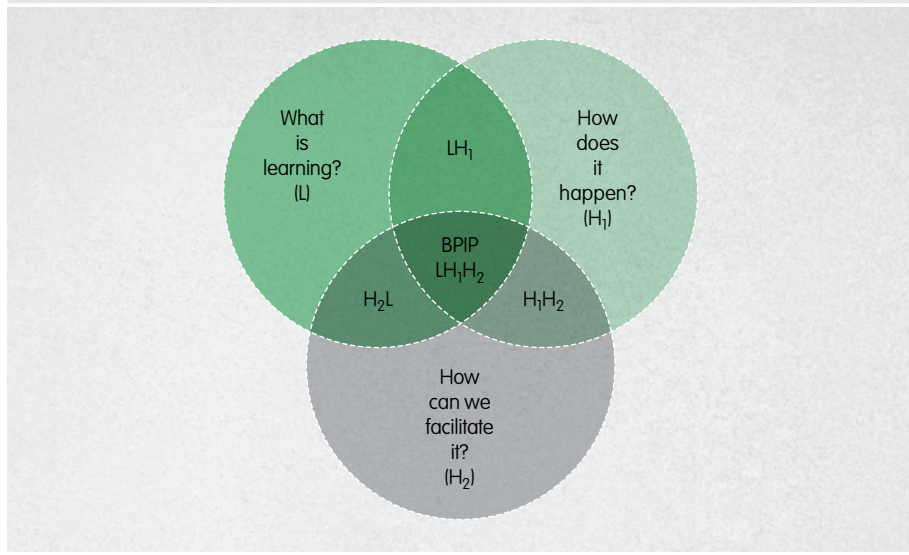 What
is
learning?
(L)
LH₁
How
does
it
happen?
(H₁)
BPIP
LH₁H₂
H₂L
H₁H₂
How
can we
facilitate
it?
(H₂)